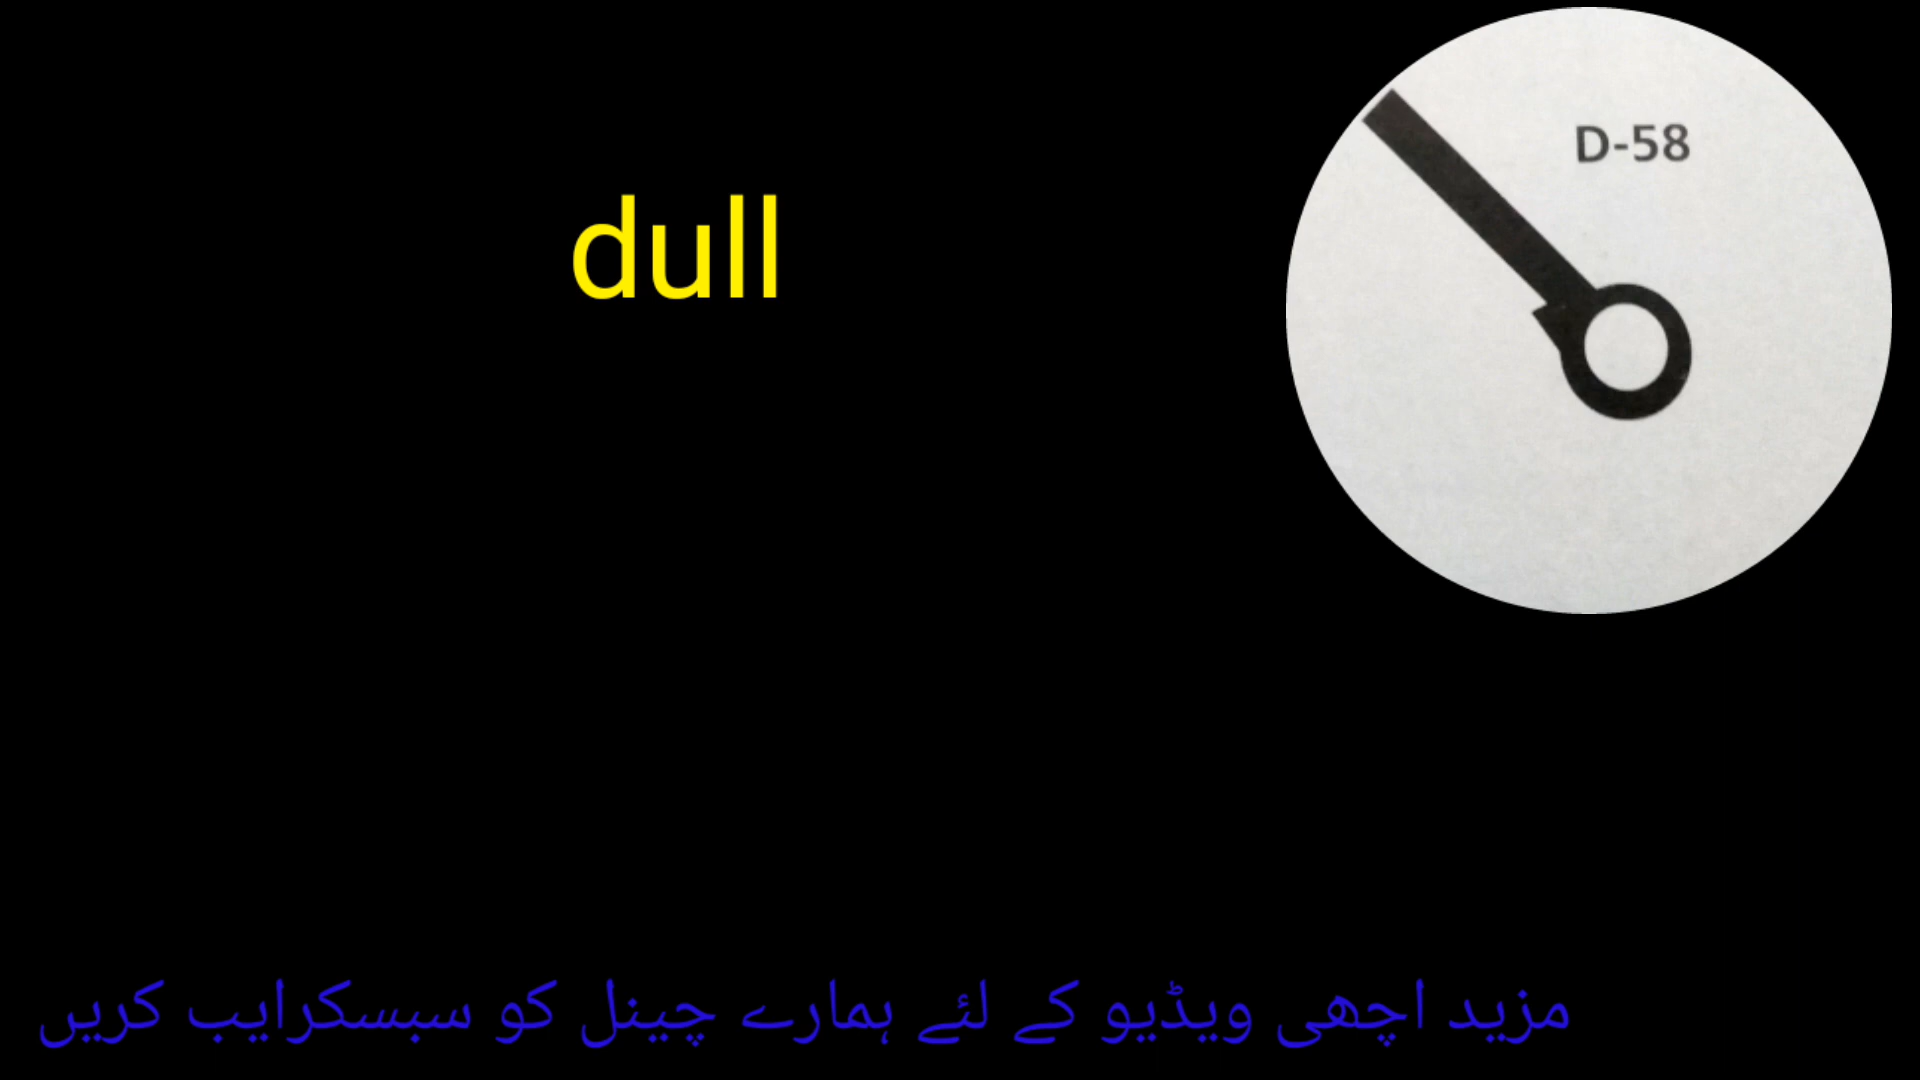 D-58
dull
مزید اچھی ویڈیو کے لئے ہمارے چینل کو سبسکرایب کریں